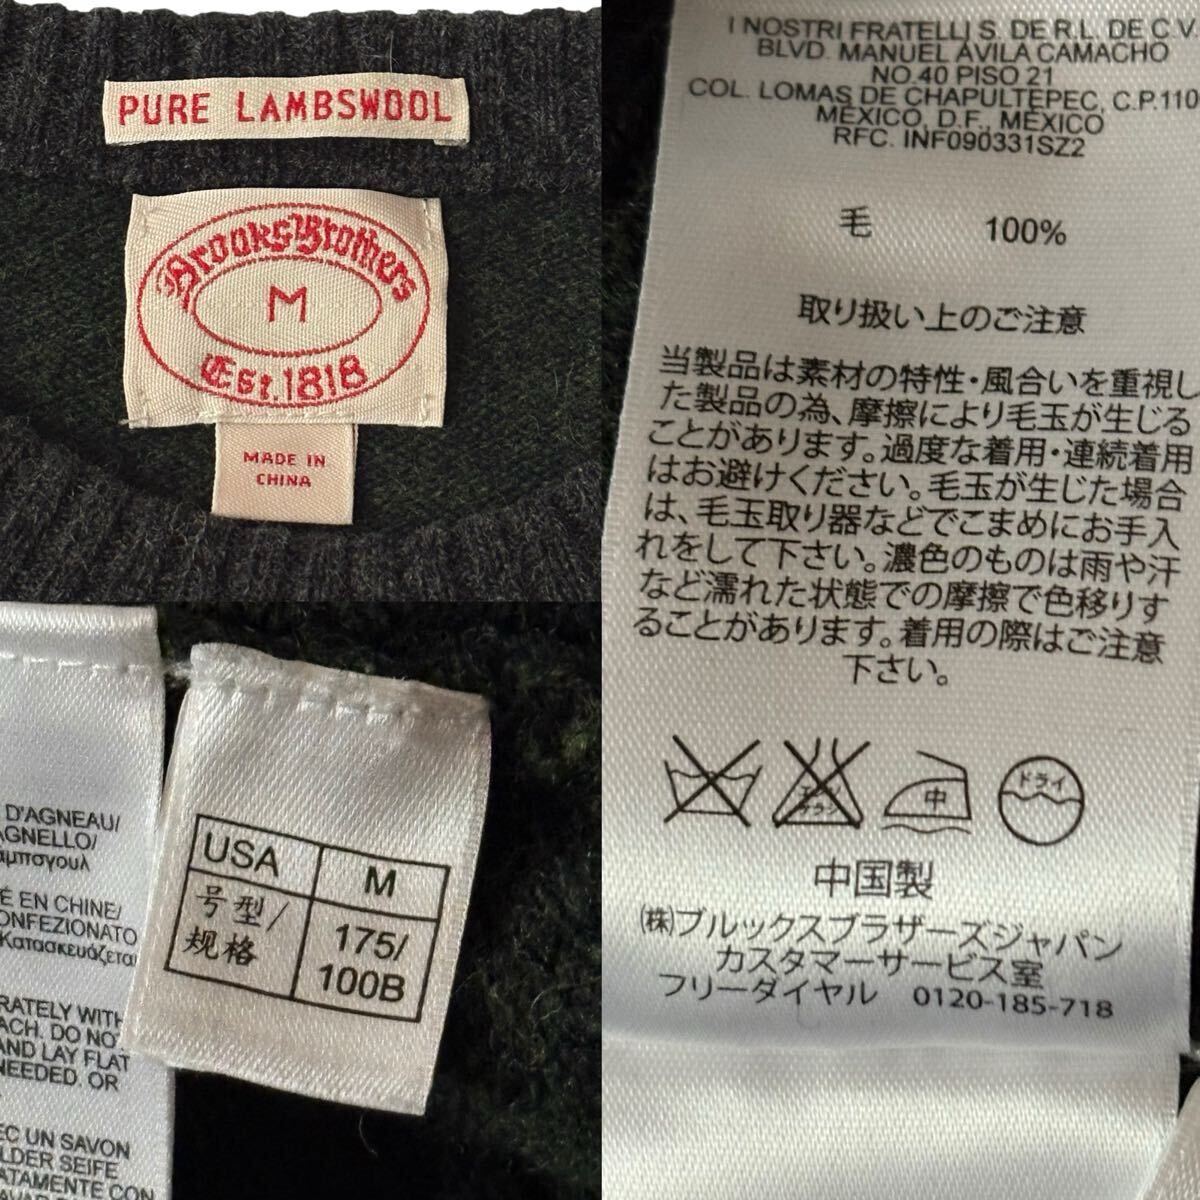 PURE LAMBSWOOL
Brooks Brothers
M
Est. 1818
MADE IN
CHINA
I NOSTRI FRATELLI S. DE R.L. DE C.V.
BLVD. MANUEL ÁVILA CAMACHO
NO.40 PISO 21
COL. LOMAS DE CHAPULTEPEC, C.P.110
MÉXICO, D.F., MÉXICO
RFC. INF090331SZ2
毛 100%
取り扱い上のご注意
当製品は素材の特性・風合いを重視し
た製品の為、摩擦により毛玉が生じる
ことがあります。過度な着用・連続着用
はお避けください。毛玉が生じた場合
は、毛玉取り器などでこまめにお手入
れをして下さい。濃色のものは雨や汗
など濡れた状態での摩擦で色移りす
ることがあります。着用の際はご注意
下さい。
中
ドライ
中国製
(株)ブルックスブラザーズジャパン
カスタマーサービス室
フリーダイヤル 0120-185-718
D'AGNEAU/
AGNELLO/
αμπσγουλ
É EN CHINE/
ONFEZIONATO
Κατασκευάζεται
RATELY WITH
ACH. DO NO
AND LAY FLAT
NEEDED. OR
EC UN SAVON
LDER SEIFE
ATAMENTE CON
USA M
号型/
规格
175/
100B